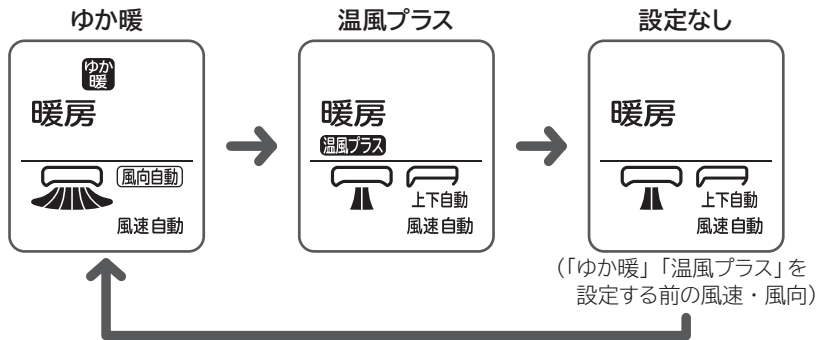 ゆか暖
温風プラス
設定なし
ゆか
暖
暖房
風向自動
風速自動
暖房
温風プラス
上下自動
風速自動
暖房
上下自動
風速自動
(「ゆか暖」「温風プラス」を
設定する前の風速・風向)